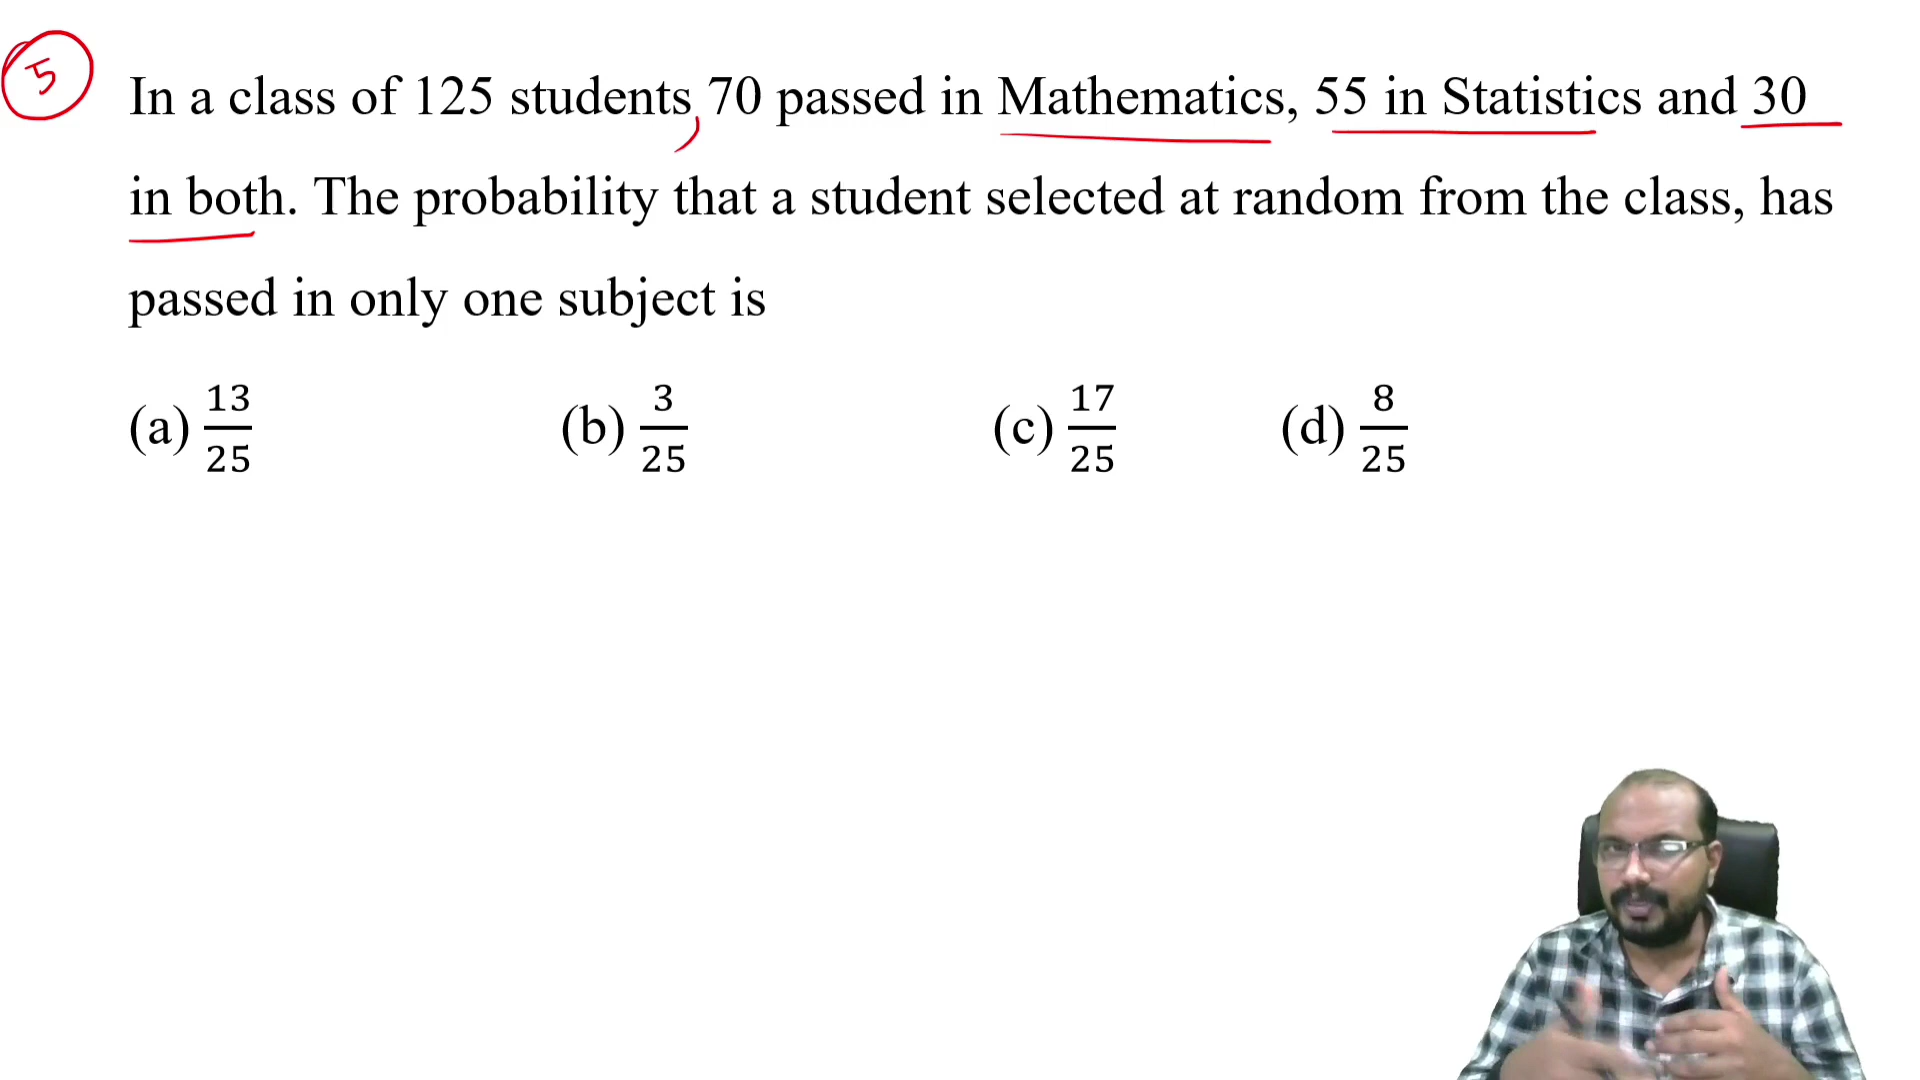 5
In a class of 125 students, 70 passed in Mathematics, 55 in Statistics and 30
in both. The probability that a student selected at random from the class, has
passed in only one subject is
(a) 13/25 (b) 3/25 (c) 17/25 (d) 8/25